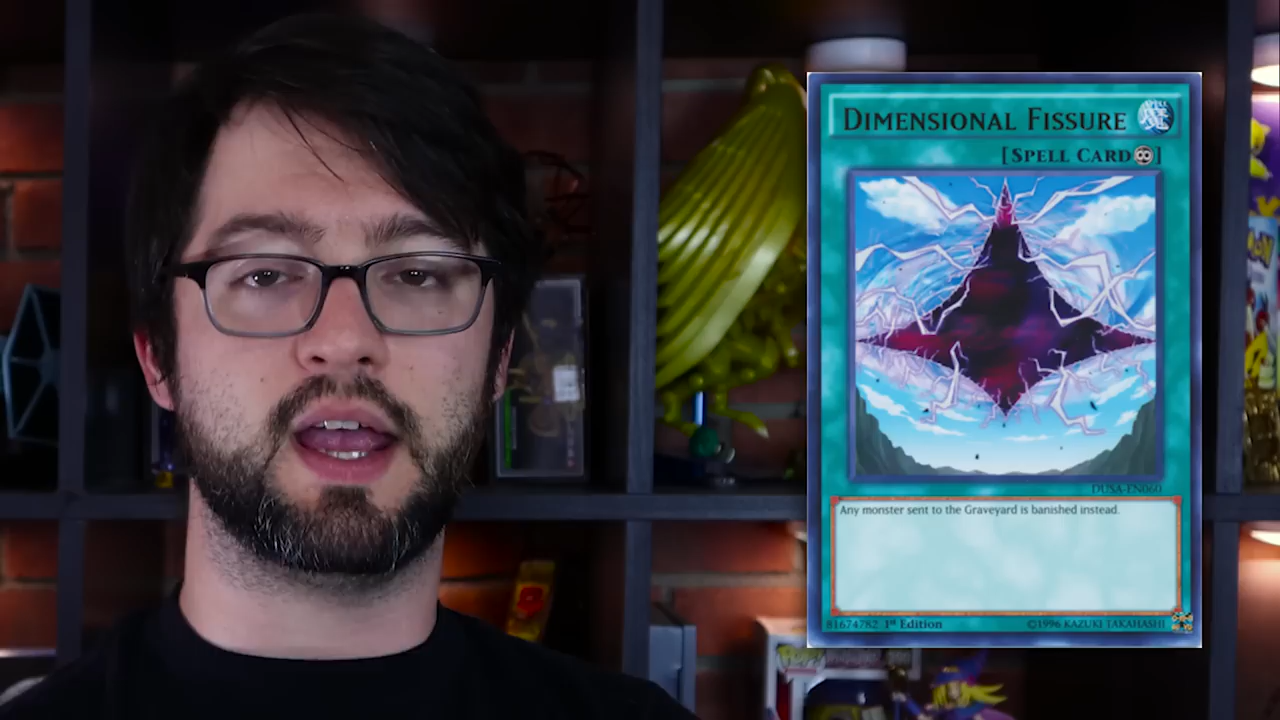 DIMENSIONAL FISSURE
SPELL
[SPELL CARD]
DUSA-EN060
Any monster sent to the Graveyard is banished instead.
81674782 1st Edition
©1996 KAZUKI TAKAHASHI